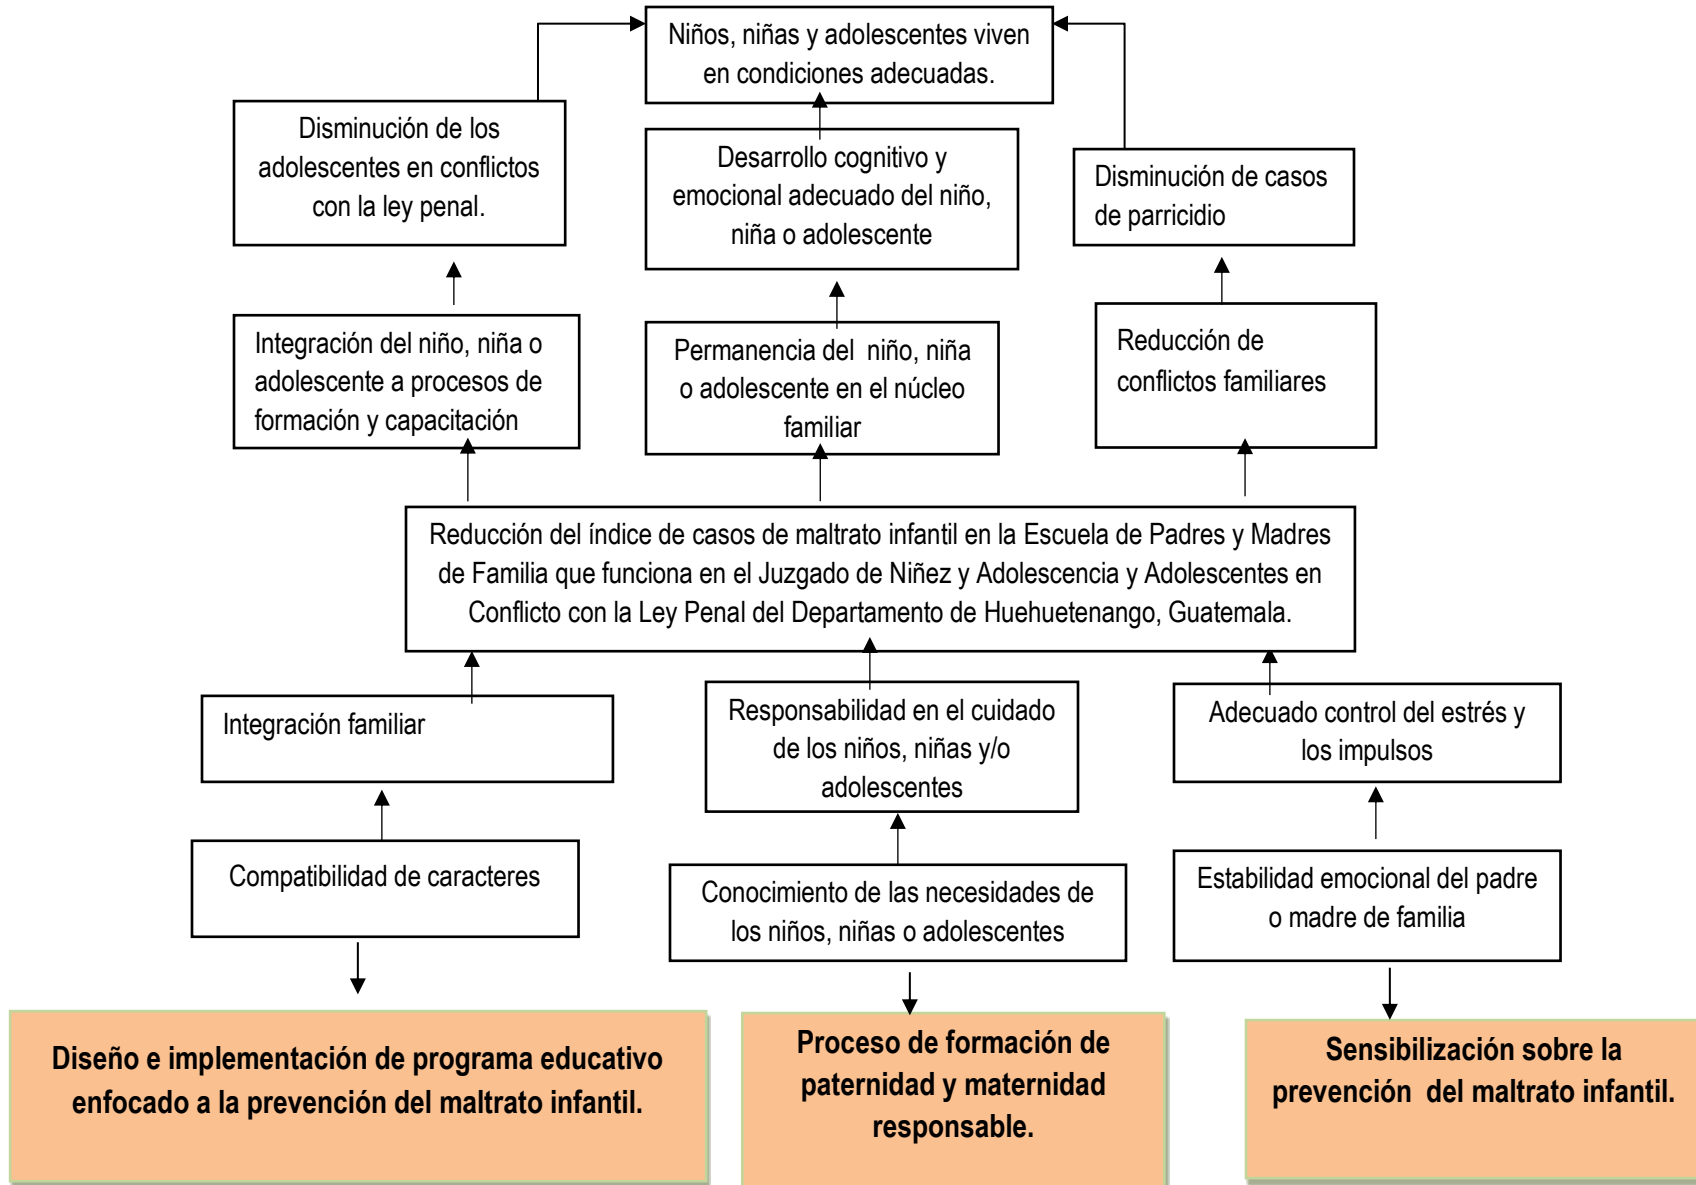 Niños, niñas y adolescentes viven
en condiciones adecuadas.
Disminución de los
adolescentes en conflictos
con la ley penal.
Desarrollo cognitivo y
emocional adecuado del niño,
niña o adolescente
Disminución de casos
de parricidio
Integración del niño, niña o
adolescente a procesos de
formación y capacitación
Permanencia del  niño, niña
o adolescente en el núcleo
familiar
Reducción de
conflictos familiares
Reducción del índice de casos de maltrato infantil en la Escuela de Padres y Madres
de Familia que funciona en el Juzgado de Niñez y Adolescencia y Adolescentes en
Conflicto con la Ley Penal del Departamento de Huehuetenango, Guatemala.
Integración familiar
Responsabilidad en el cuidado
de los niños, niñas y/o
adolescentes
Adecuado control del estrés y
los impulsos
Compatibilidad de caracteres
Conocimiento de las necesidades de
los niños, niñas o adolescentes
Estabilidad emocional del padre
o madre de familia
Diseño e implementación de programa educativo
enfocado a la prevención del maltrato infantil.
Proceso de formación de
paternidad y maternidad
responsable.
Sensibilización sobre la
prevención  del maltrato infantil.